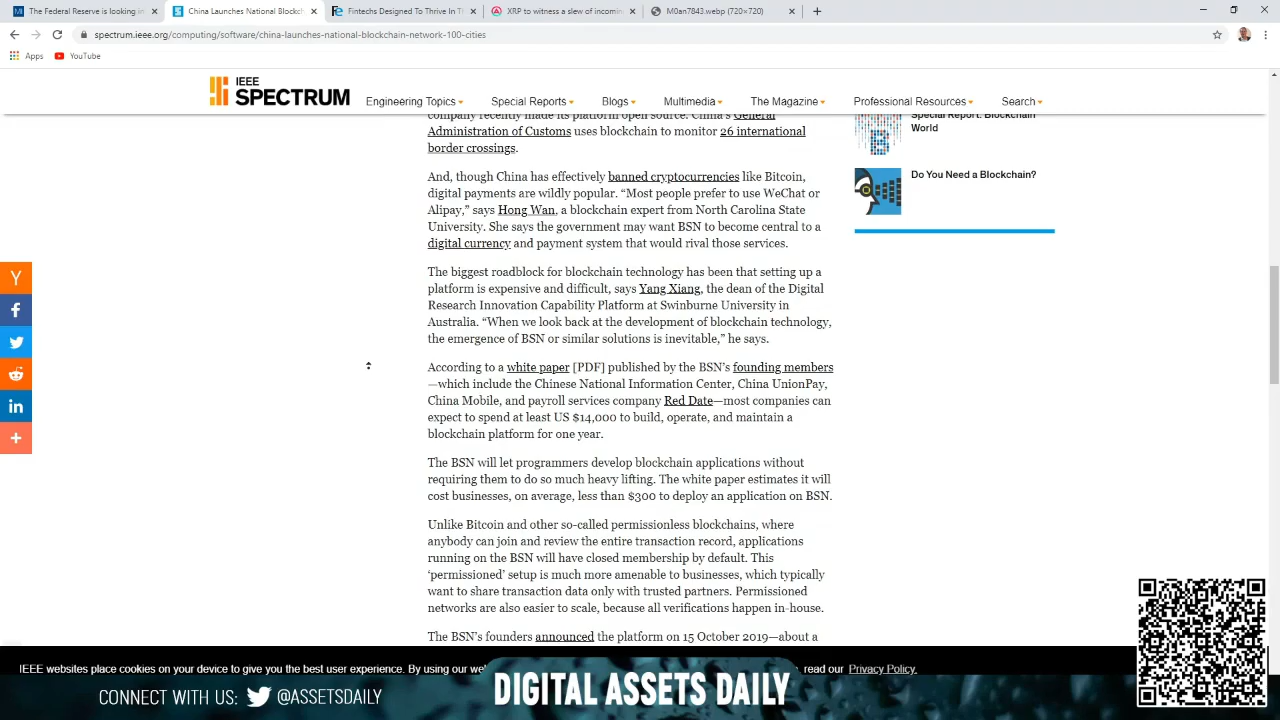 The Federal Reserve is looking in
China Launches National Blockch
Fintechs Designed To Thrive In T
XRP to witness a slew of incomin
M0an7843.webp (720×720)
spectrum.ieee.org/computing/software/china-launches-national-blockchain-network-100-cities
Apps YouTube
IEEE
SPECTRUM
Engineering Topics Special Reports Blogs Multimedia The Magazine Professional Resources Search
company recently made its platform open source. China's General
Administration of Customs uses blockchain to monitor 26 international
border crossings.
And, though China has effectively banned cryptocurrencies like Bitcoin,
digital payments are wildly popular. “Most people prefer to use WeChat or
Alipay,” says Hong Wan, a blockchain expert from North Carolina State
University. She says the government may want BSN to become central to a
digital currency and payment system that would rival those services.
The biggest roadblock for blockchain technology has been that setting up a
platform is expensive and difficult, says Yang Xiang, the dean of the Digital
Research Innovation Capability Platform at Swinburne University in
Australia. “When we look back at the development of blockchain technology,
the emergence of BSN or similar solutions is inevitable,” he says.
According to a white paper [PDF] published by the BSN’s founding members
—which include the Chinese National Information Center, China UnionPay,
China Mobile, and payroll services company Red Date—most companies can
expect to spend at least US $14,000 to build, operate, and maintain a
blockchain platform for one year.
The BSN will let programmers develop blockchain applications without
requiring them to do so much heavy lifting. The white paper estimates it will
cost businesses, on average, less than $300 to deploy an application on BSN.
Unlike Bitcoin and other so-called permissionless blockchains, where
anybody can join and review the entire transaction record, applications
running on the BSN will have closed membership by default. This
‘permissioned’ setup is much more amenable to businesses, which typically
want to share transaction data only with trusted partners. Permissioned
networks are also easier to scale, because all verifications happen in-house.
The BSN’s founders announced the platform on 15 October 2019—about a
Special Report: Blockchain
World
Do You Need a Blockchain?
IEEE websites place cookies on your device to give you the best user experience. By using our we
, read our Privacy Policy.
CONNECT WITH US: @ASSETSDAILY
DIGITAL ASSETS DAILY